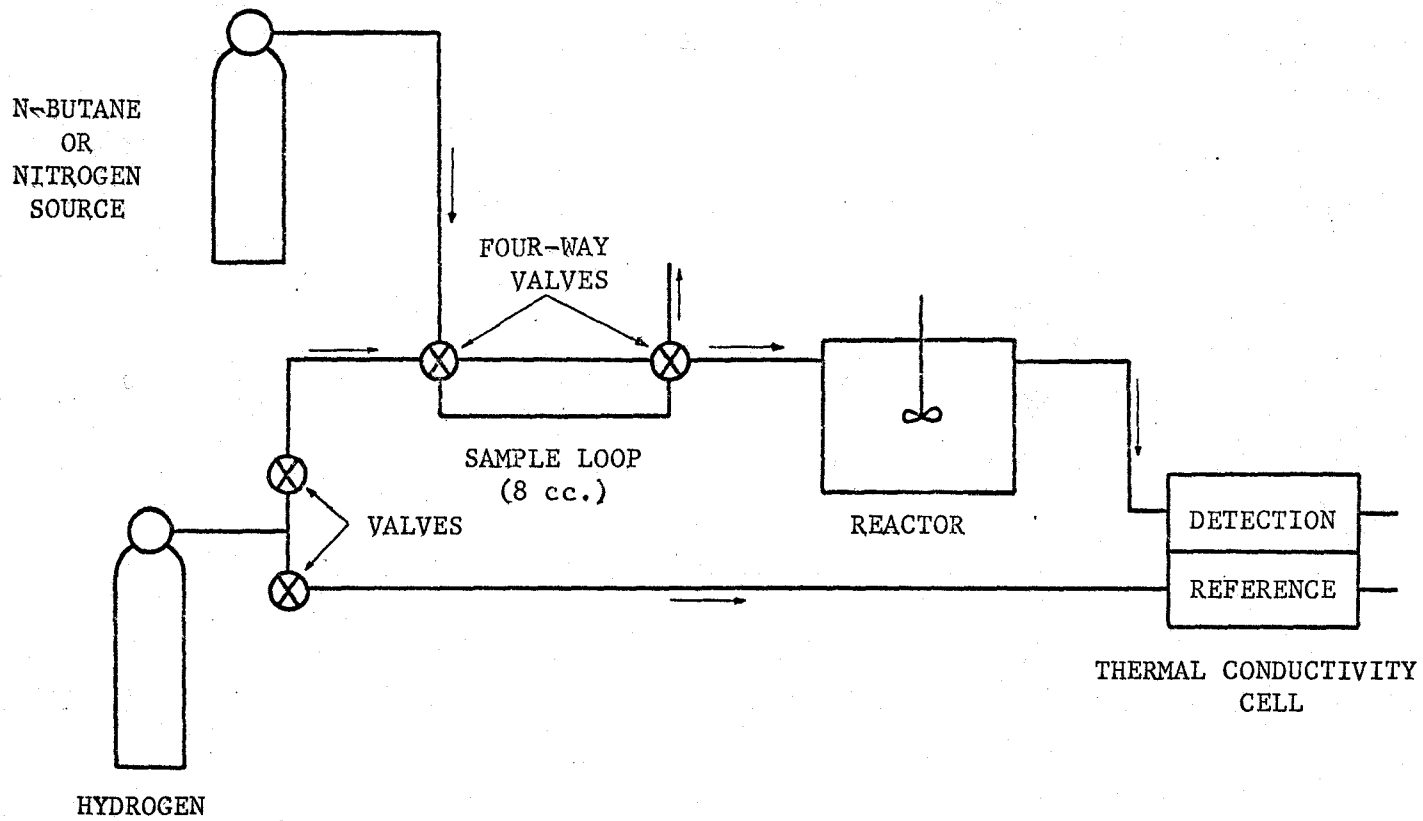 N-BUTANE
OR
NITROGEN
SOURCE
FOUR-WAY
VALVES
SAMPLE LOOP
(8 cc.)
VALVES
REACTOR
DETECTION
REFERENCE
THERMAL CONDUCTIVITY
CELL
HYDROGEN